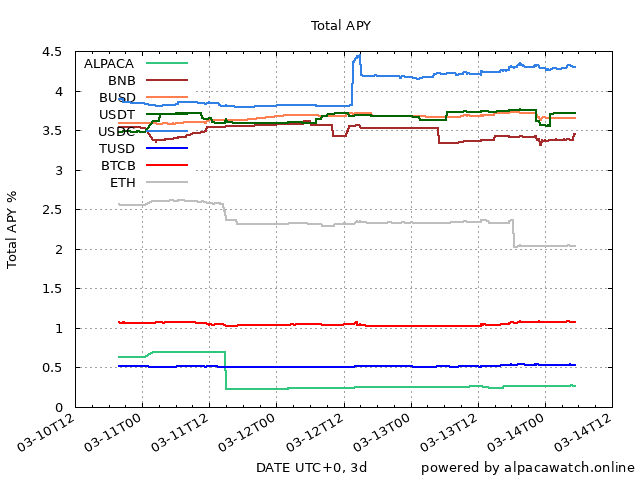 Total APY
4.5
4
3.5
3
2.5
2
1.5
1
0.5
0
Total APY %
ALPACA
BNB
BUSD
USDT
TUSD
BTCB
ETH
03-10T12
03-11T00
03-11T12
03-12T00
03-12T12
03-13T00
03-13T12
03-14T00
03-14T12
DATE UTC+0, 3d
powered by alpacawatch.online